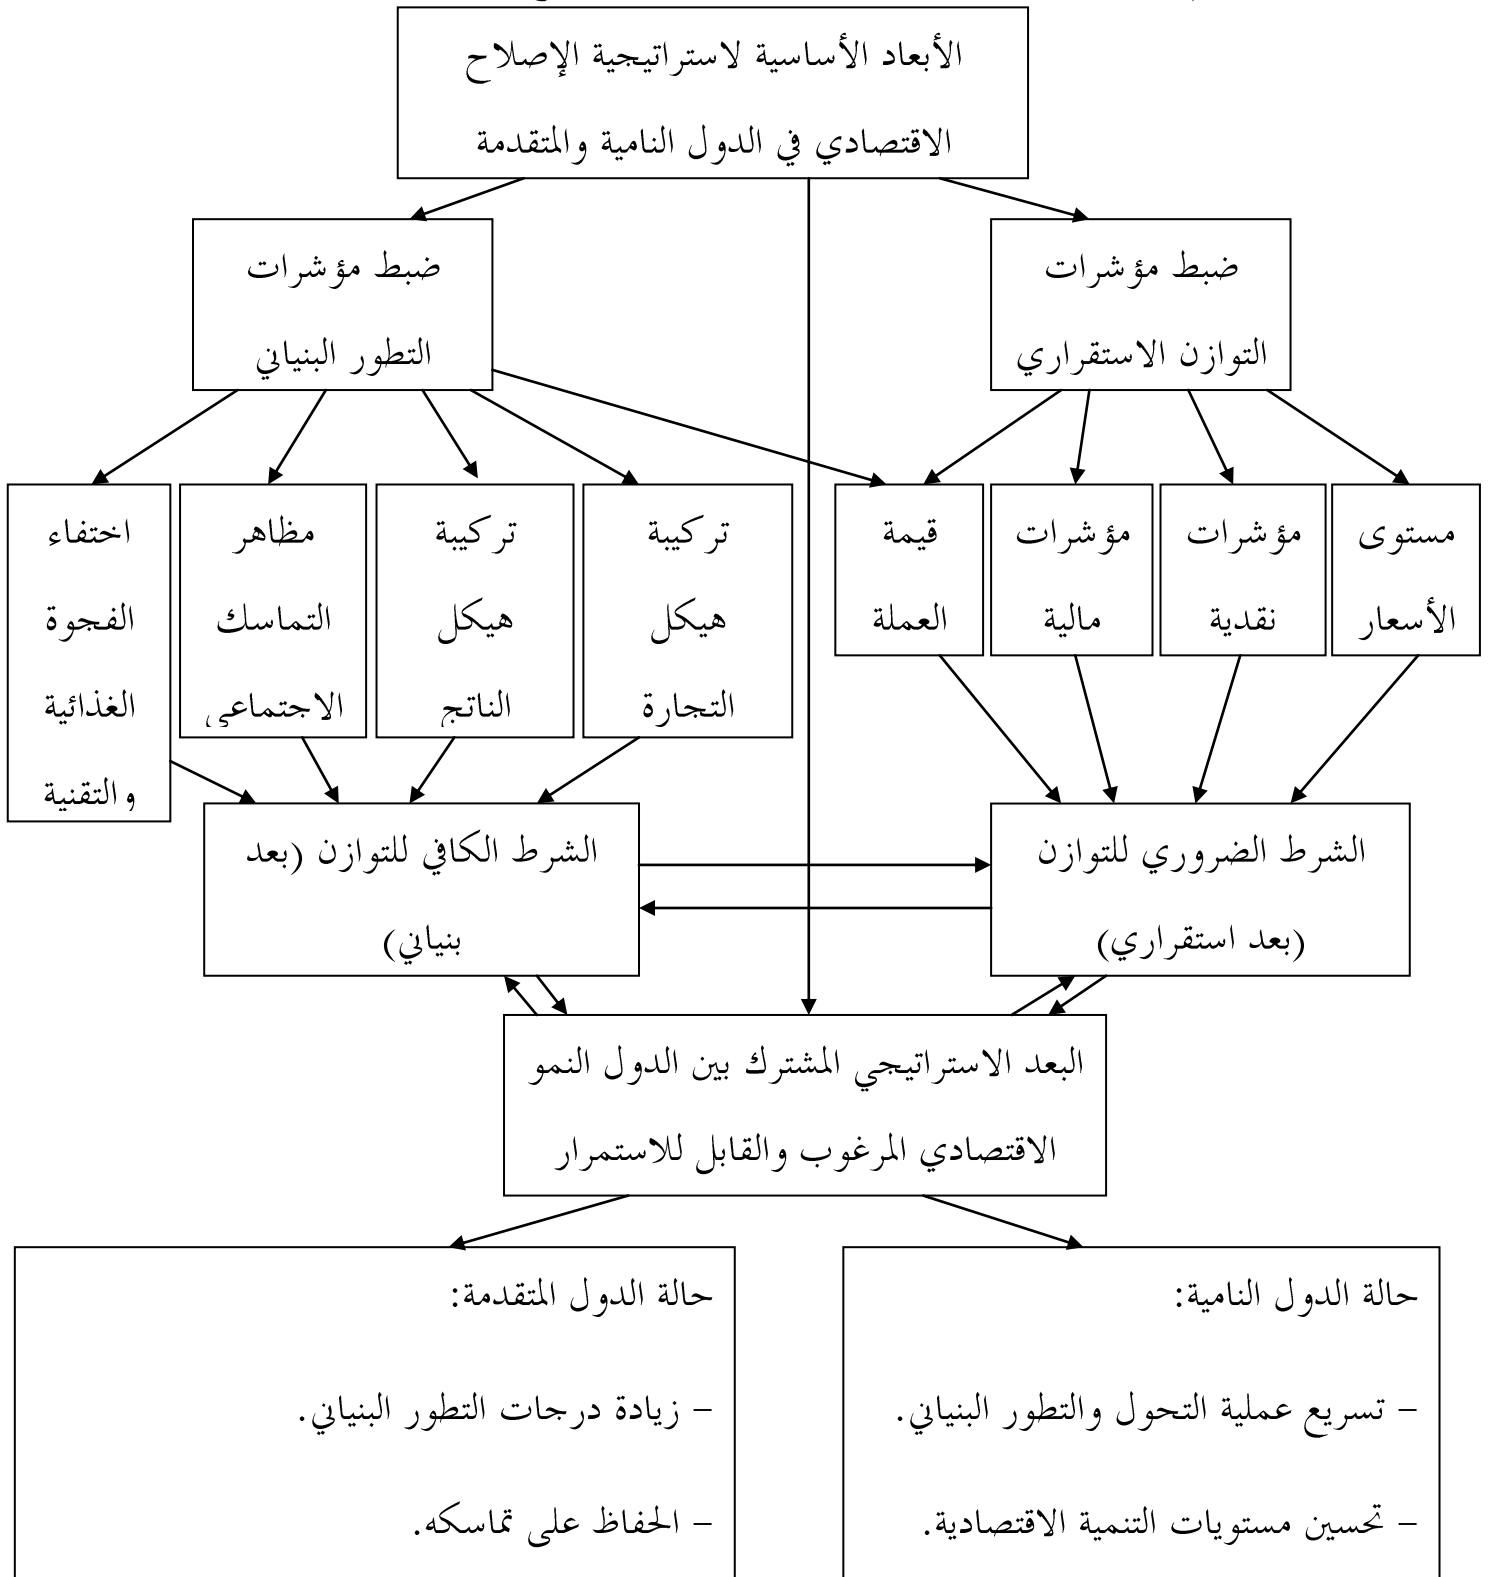 الأبعاد الأساسية لاستراتيجية الإصلاح
الاقتصادي في الدول النامية والمتقدمة
ضبط مؤشرات
التوازن الاستقراري
ضبط مؤشرات
التطور البنياني
مستوى
الأسعار
مؤشرات
نقدية
مؤشرات
مالية
قيمة
العملة
تركيبة
هيكل
التجارة
تركيبة
هيكل
الناتج
مظاهر
التماسك
الاجتماعي
اختفاء
الفجوة
الغذائية
والتقنية
الشرط الضروري للتوازن
(بعد استقراري)
الشرط الكافي للتوازن (بعد
بنياني)
البعد الاستراتيجي المشترك بين الدول النمو
الاقتصادي المرغوب والقابل للاستمرار
حالة الدول النامية:
– تسريع عملية التحول والتطور البنياني.
– تحسين مستويات التنمية الاقتصادية.
حالة الدول المتقدمة:
– زيادة درجات التطور البنياني.
– الحفاظ على تماسكه.